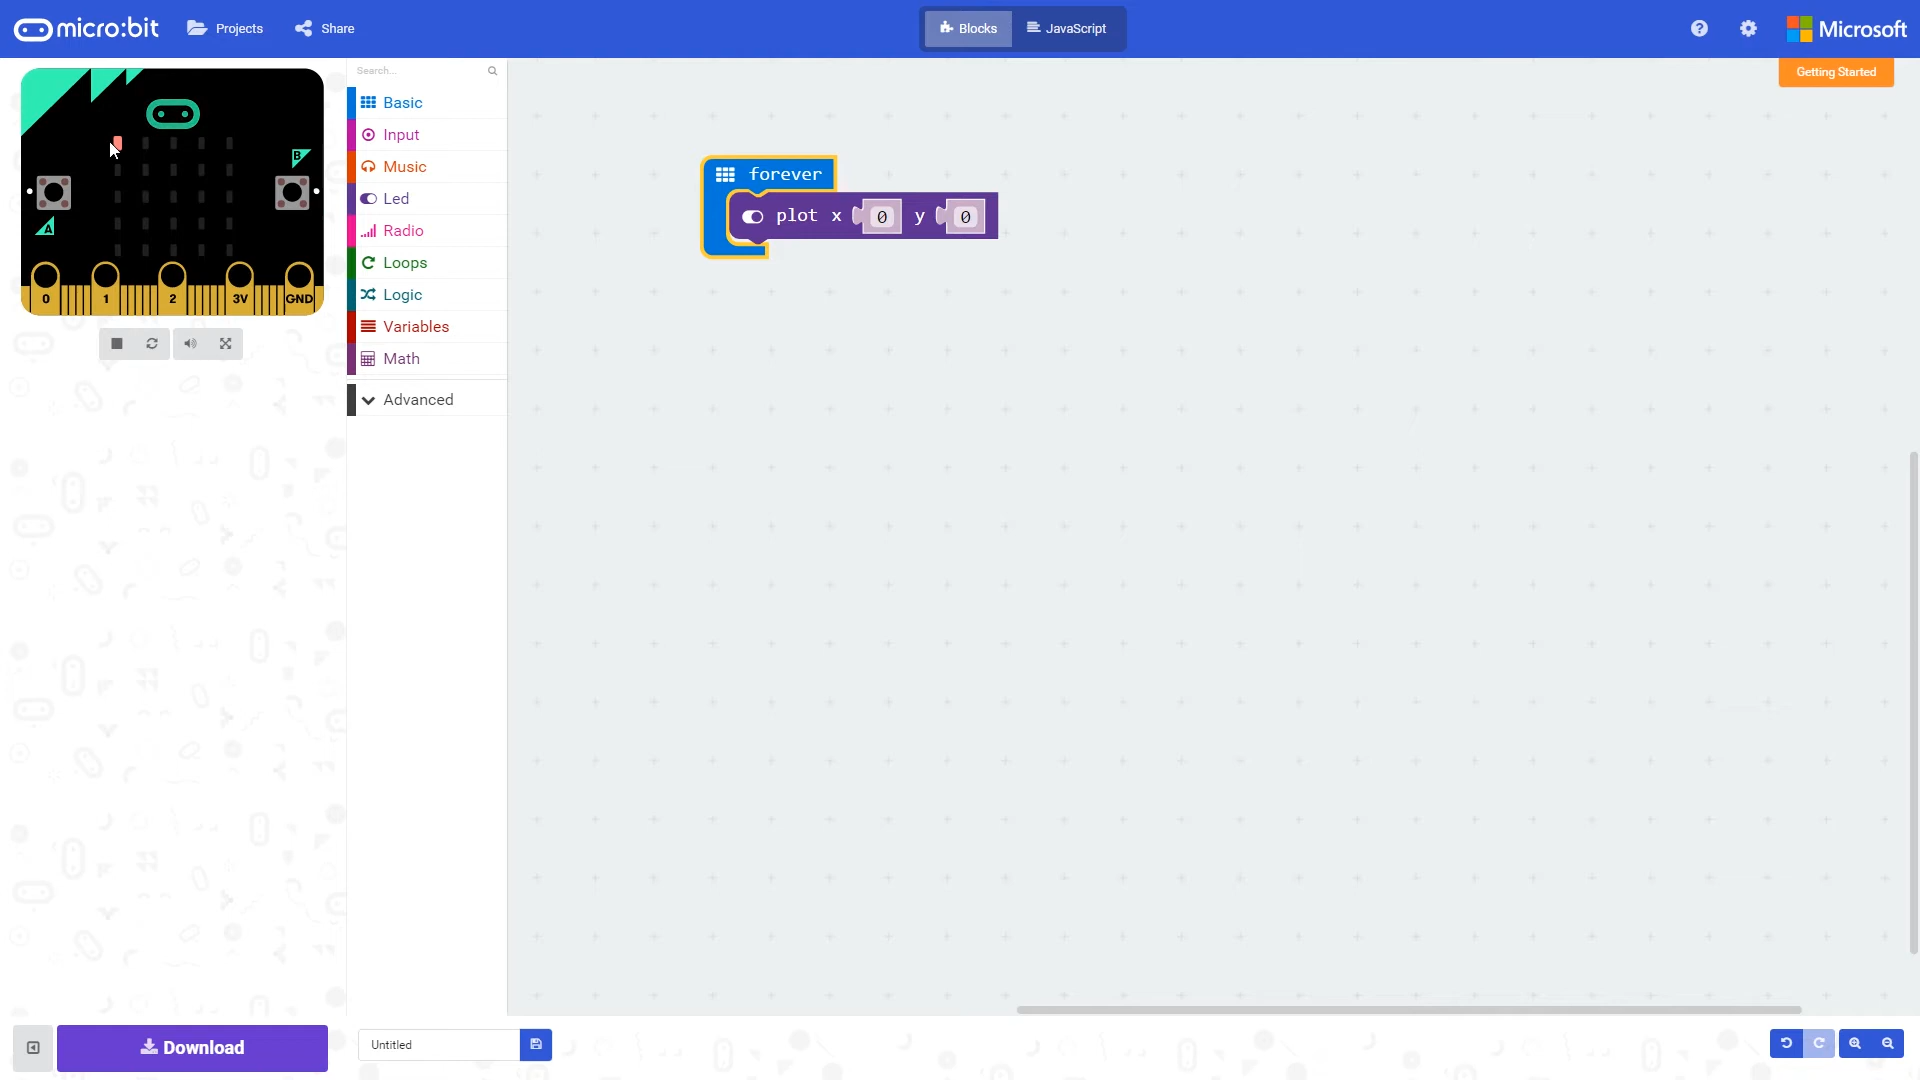 micro:bit
Projects
Share
Blocks
JavaScript
Microsoft
Getting Started
Search...
Basic
Input
Music
Led
Radio
Loops
Logic
Variables
Math
Advanced
B
A
0 1 2 3V GND
forever
plot x 0 y 0
Download
Untitled